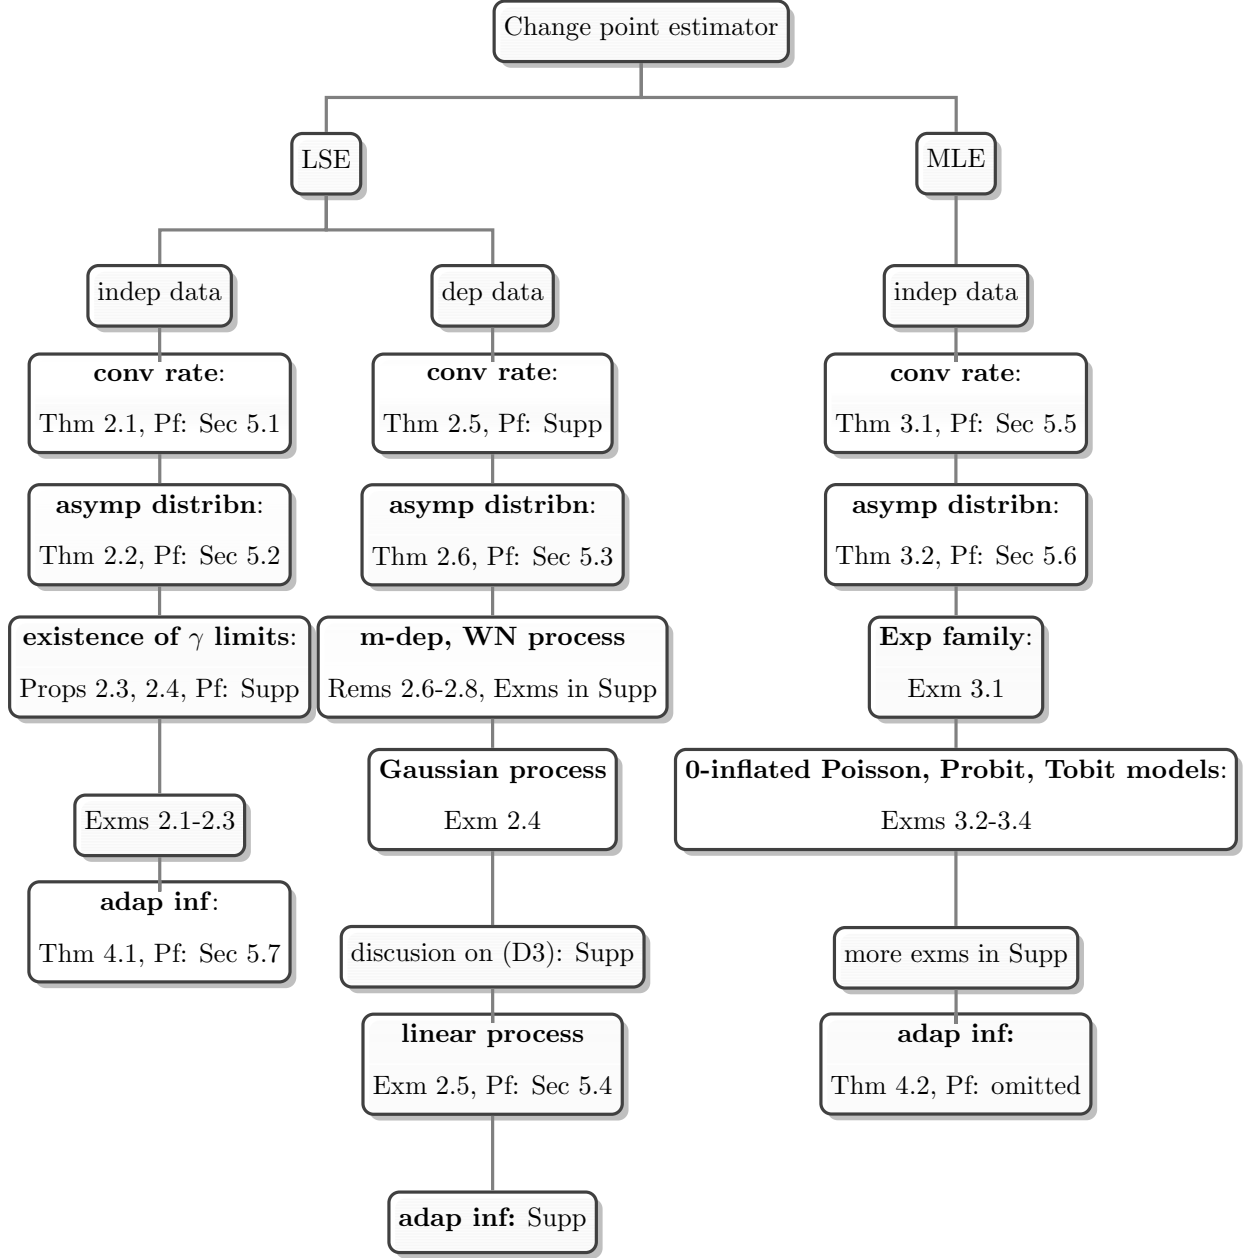 Change point estimator
LSE
MLE
indep data
dep data
indep data
conv rate:
Thm 2.1, Pf: Sec 5.1
conv rate:
Thm 2.5, Pf: Supp
conv rate:
Thm 3.1, Pf: Sec 5.5
asymp distribn:
Thm 2.2, Pf: Sec 5.2
asymp distribn:
Thm 2.6, Pf: Sec 5.3
asymp distribn:
Thm 3.2, Pf: Sec 5.6
existence of γ limits:
Props 2.3, 2.4, Pf: Supp
m-dep, WN process
Rems 2.6-2.8, Exms in Supp
Exp family:
Exm 3.1
Exms 2.1-2.3
Gaussian process
Exm 2.4
0-inflated Poisson, Probit, Tobit models:
Exms 3.2-3.4
adap inf:
Thm 4.1, Pf: Sec 5.7
discusion on (D3): Supp
more exms in Supp
linear process
Exm 2.5, Pf: Sec 5.4
adap inf:
Thm 4.2, Pf: omitted
adap inf: Supp